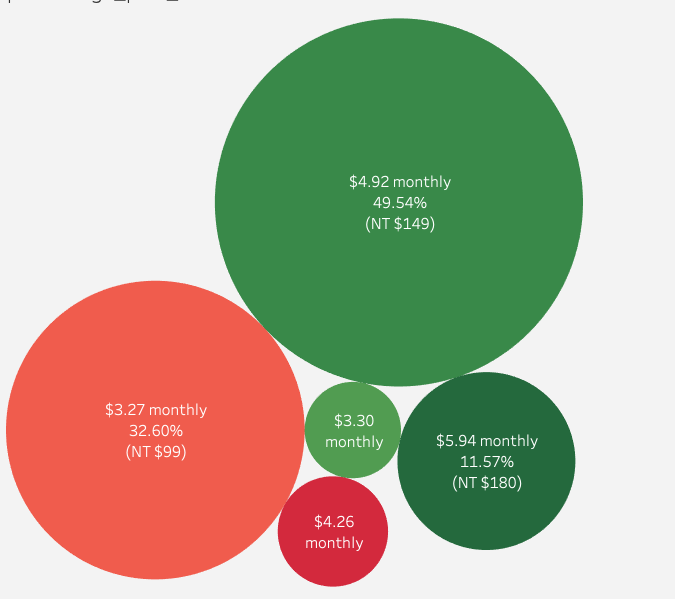 $4.92 monthly
49.54%
(NT $149)
$3.27 monthly
32.60%
(NT $99)
$3.30
monthly
$5.94 monthly
11.57%
(NT $180)
$4.26
monthly